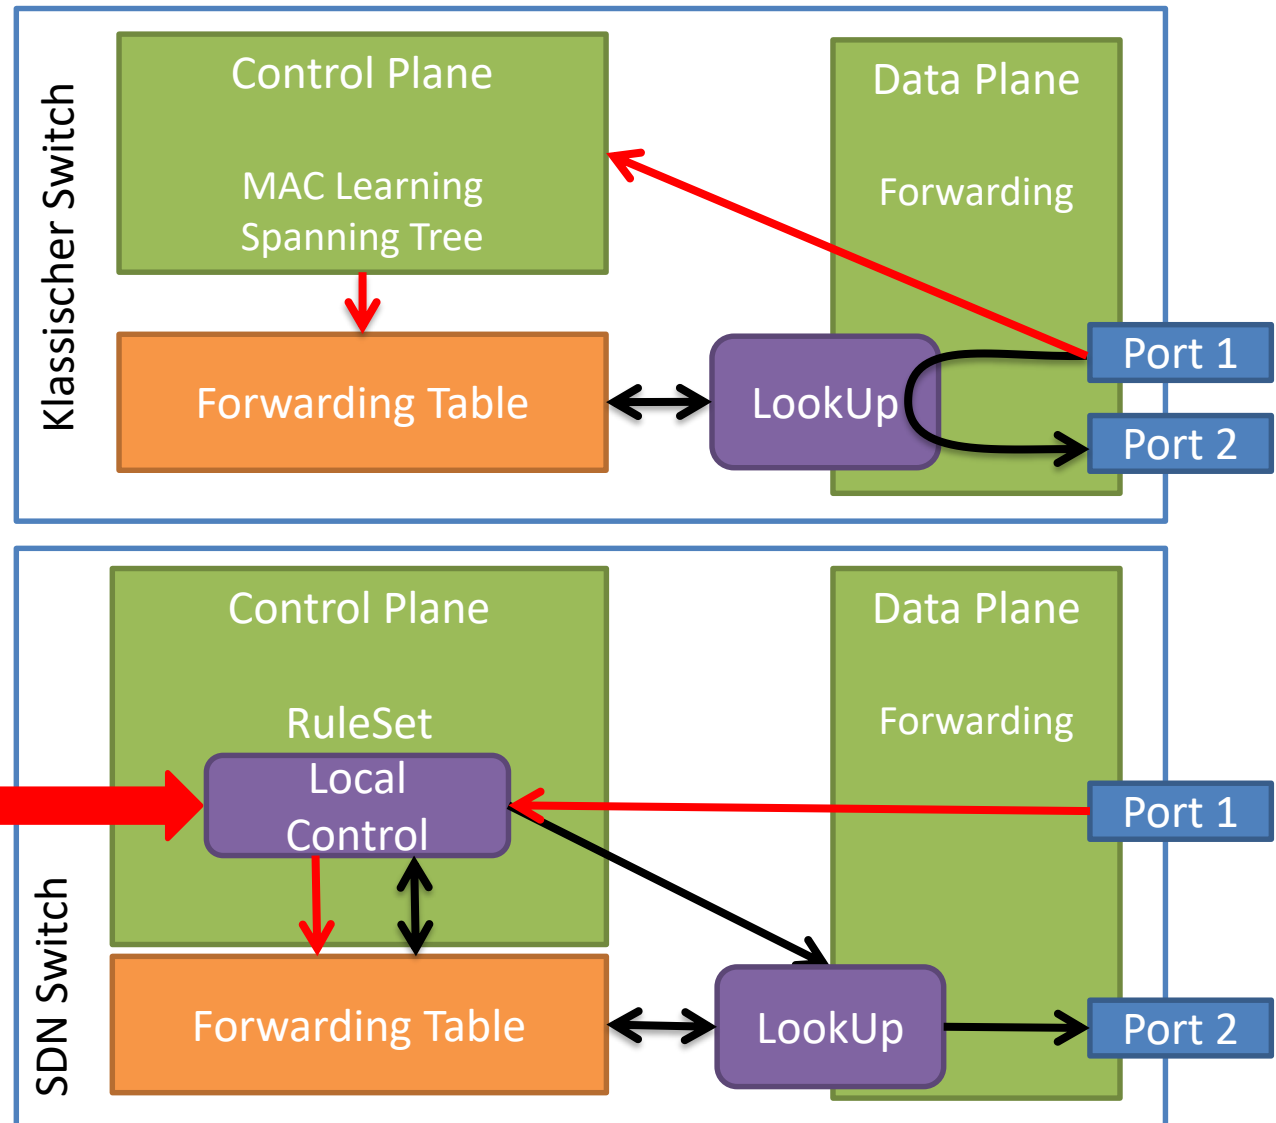 Klassischer Switch
Control Plane
MAC Learning
Spanning Tree
Forwarding Table
LookUp
Data Plane
Forwarding
Port 1
Port 2
SDN Switch
Control Plane
RuleSet
Local
Control
Forwarding Table
LookUp
Data Plane
Forwarding
Port 1
Port 2